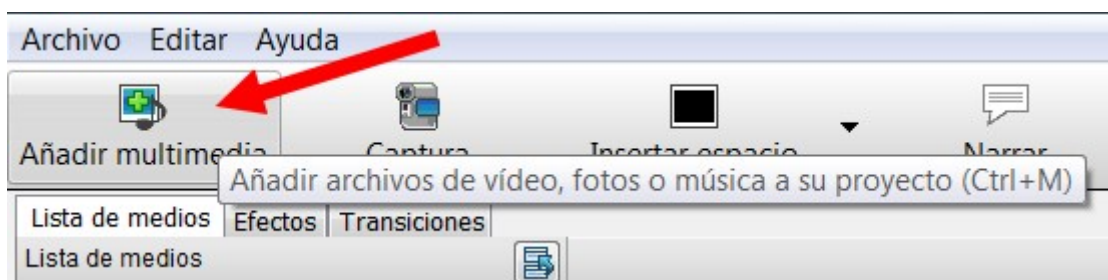 Archivo Editar Ayuda
Añadir multimedia Captura Insertar espacio Narrar
Añadir archivos de vídeo, fotos o música a su proyecto (Ctrl+M)
Lista de medios Efectos Transiciones
Lista de medios